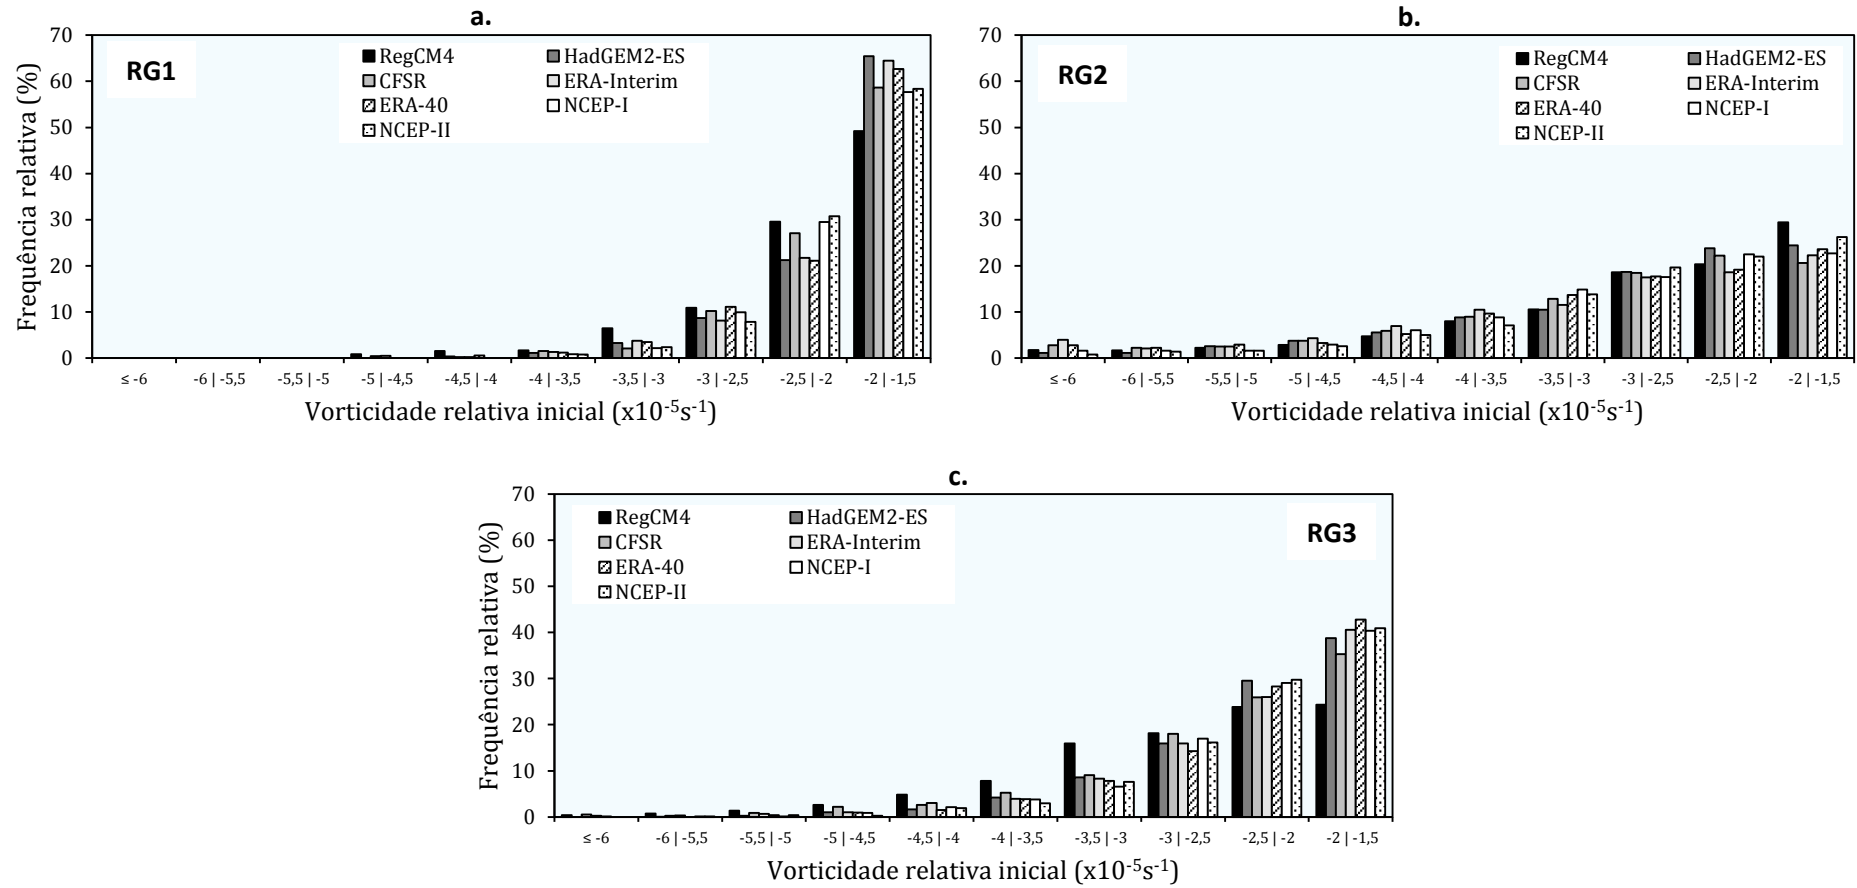 a.
70
60
50
40
30
20
10
0
Frequência relativa (%)
RG1
RegCM4 HadGEM2-ES
CFSR ERA-Interim
ERA-40 NCEP-I
NCEP-II
≤ -6 -6 | -5,5 -5,5 | -5 -5 | -4,5 -4,5 | -4 -4 | -3,5 -3,5 | -3 -3 | -2,5 -2,5 | -2 -2 | -1,5
Vorticidade relativa inicial (x10⁻⁵s⁻¹)
b.
70
60
50
40
30
20
10
0
RG2
RegCM4 HadGEM2-ES
CFSR ERA-Interim
ERA-40 NCEP-I
NCEP-II
≤ -6 -6 | -5,5 -5,5 | -5 -5 | -4,5 -4,5 | -4 -4 | -3,5 -3,5 | -3 -3 | -2,5 -2,5 | -2 -2 | -1,5
Vorticidade relativa inicial (x10⁻⁵s⁻¹)
c.
70
60
50
40
30
20
10
0
Frequência relativa (%)
RegCM4 HadGEM2-ES
CFSR ERA-Interim
ERA-40 NCEP-I
NCEP-II
RG3
≤ -6 -6 | -5,5 -5,5 | -5 -5 | -4,5 -4,5 | -4 -4 | -3,5 -3,5 | -3 -3 | -2,5 -2,5 | -2 -2 | -1,5
Vorticidade relativa inicial (x10⁻⁵s⁻¹)